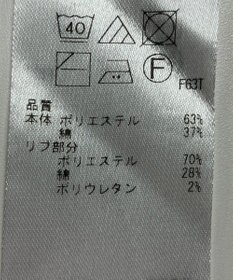 40
F
F63T
品質
本体 ポリエステル 63%
綿 37%
リブ部分
ポリエステル 70%
綿 28%
ポリウレタン 2%